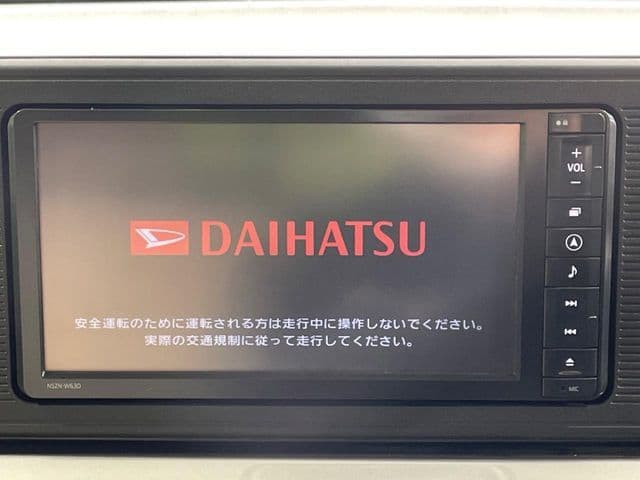 DAIHATSU
安全運転のために運転される方は走行中に操作しないでください。
実際の交通規制に従って走行してください。
NSZN-W63D
+
VOL
−
MIC